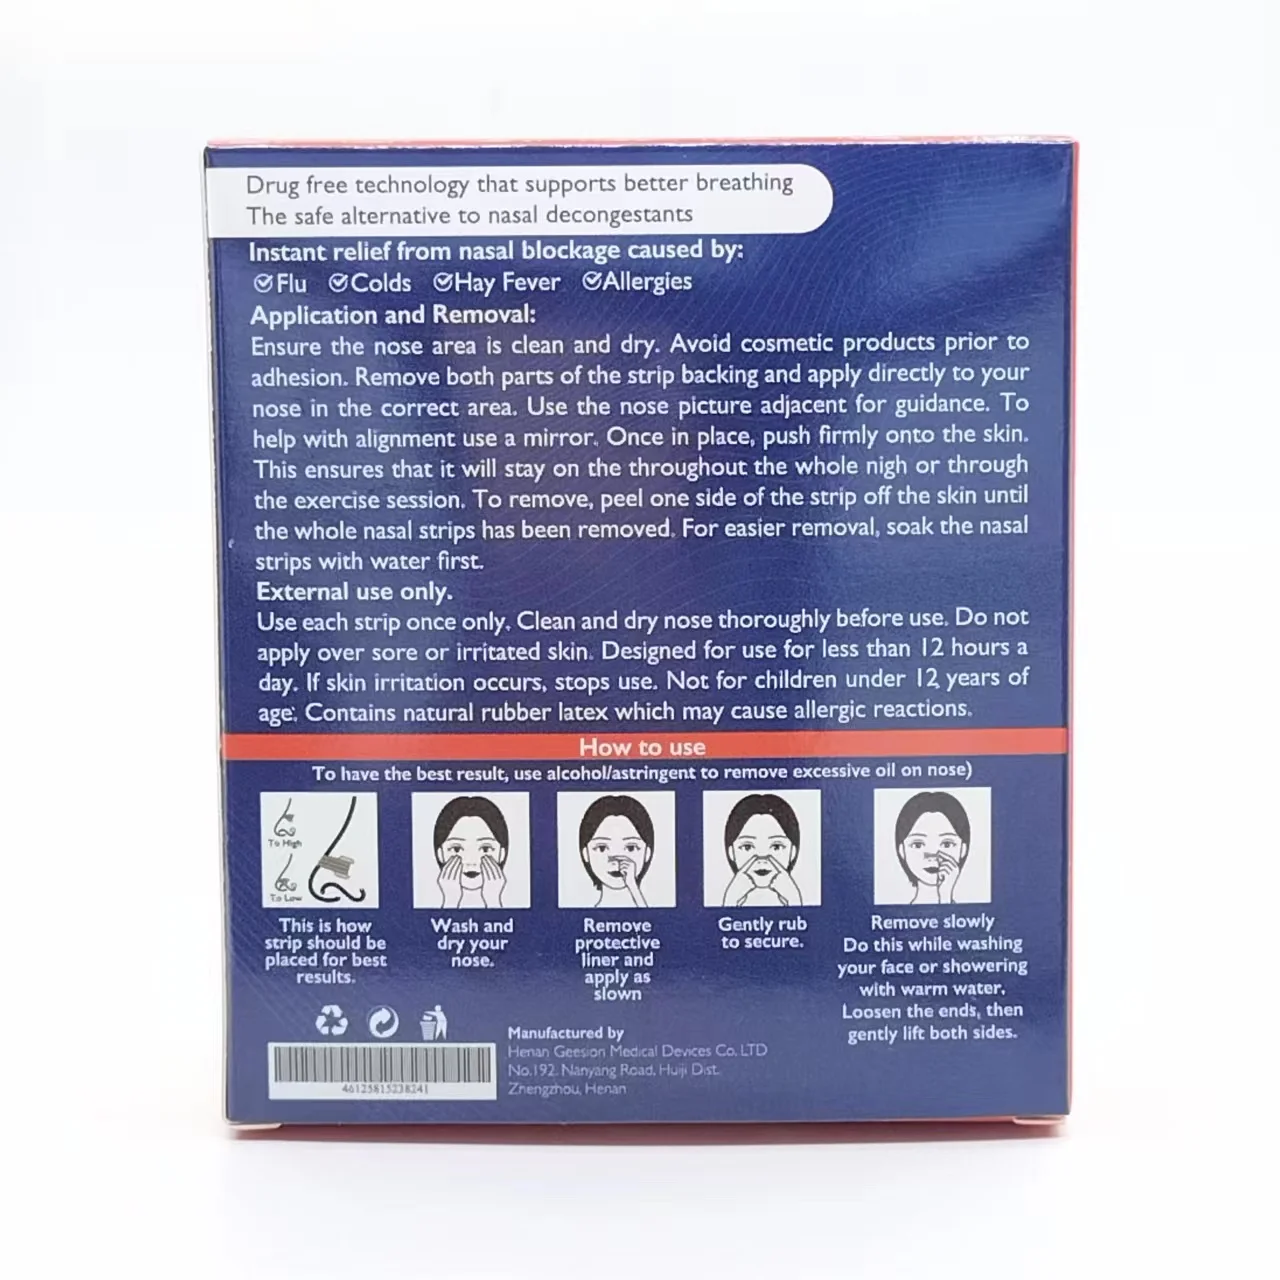 Drug free technology that supports better breathing
The safe alternative to nasal decongestants
Instant relief from nasal blockage caused by:
Flu Colds Hay Fever Allergies
Application and Removal:
Ensure the nose area is clean and dry. Avoid cosmetic products prior to
adhesion. Remove both parts of the strip backing and apply directly to your
nose in the correct area. Use the nose picture adjacent for guidance. To
help with alignment use a mirror. Once in place, push firmly onto the skin.
This ensures that it will stay on the throughout the whole nigh or through
the exercise session. To remove, peel one side of the strip off the skin until
the whole nasal strips has been removed. For easier removal, soak the nasal
strips with water first.
External use only.
Use each strip once only. Clean and dry nose thoroughly before use. Do not
apply over sore or irritated skin. Designed for use for less than 12 hours a
day. If skin irritation occurs, stops use. Not for children under 12 years of
age. Contains natural rubber latex which may cause allergic reactions.
How to use
To have the best result, use alcohol/astringent to remove excessive oil on nose)
To High
To Low
This is how
strip should be
placed for best
results.
Wash and
dry your
nose.
Remove
protective
liner and
apply as
slown
Gently rub
to secure.
Remove slowly
Do this while washing
your face or showering
with warm water.
Loosen the ends, then
gently lift both sides.
Manufactured by
Henan Geesion Medical Devices Co. LTD
No.192. Nanyang Road, Huiji Dist.
Zhengzhou, Henan